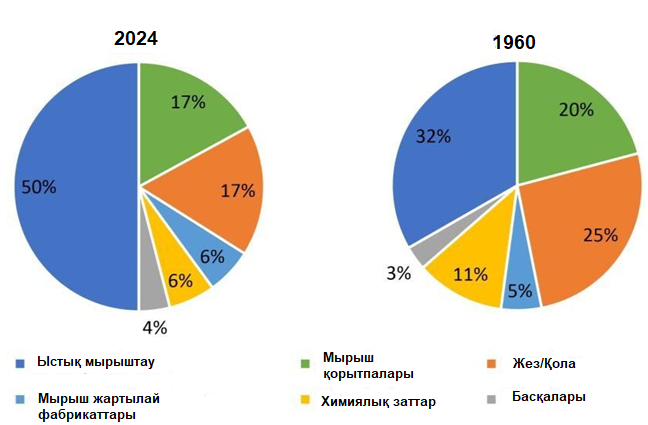 2024
1960
17%
17%
6%
6%
4%
50%
20%
25%
5%
11%
3%
32%
Ыстық мырыштау
Мырыш
қорытпалары
Жез/Қола
Мырыш жартылай
фабрикаттары
Химиялық заттар
Басқалары